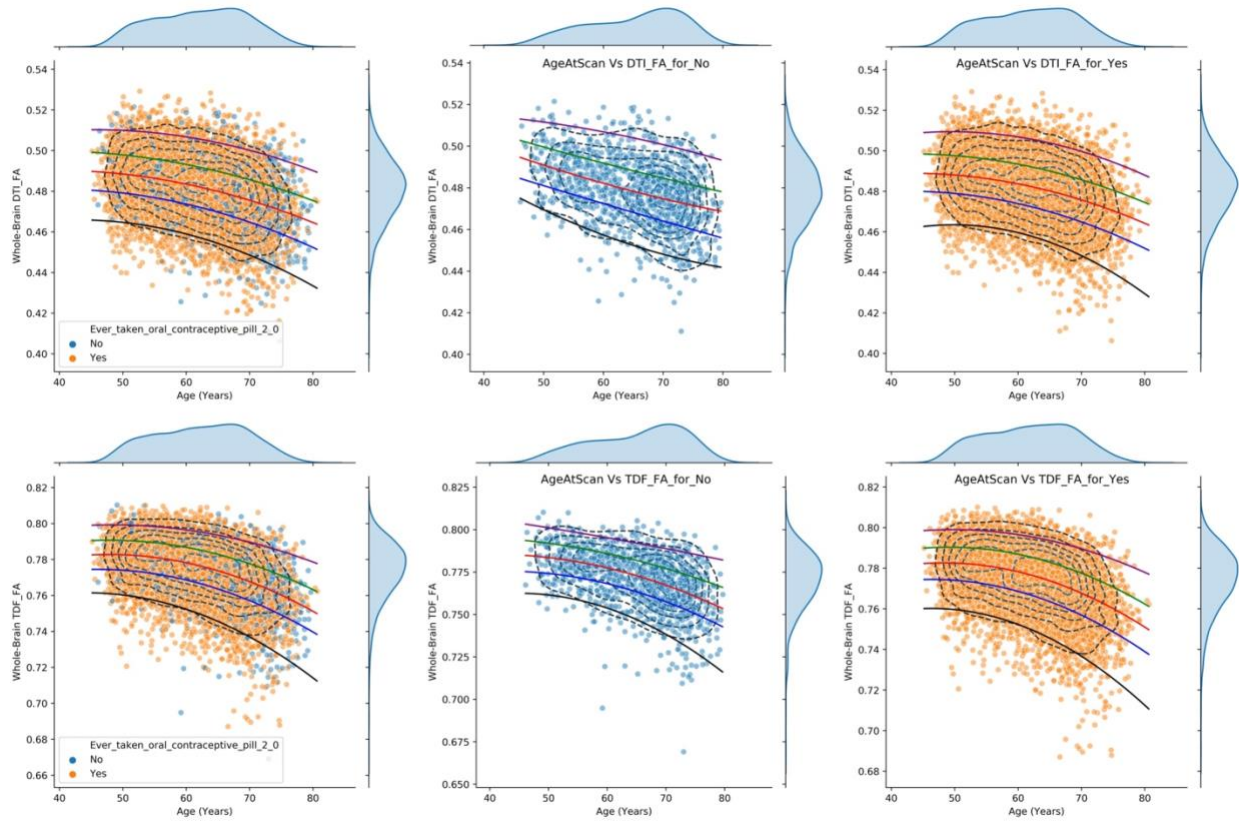 AgeAtScan Vs DTI_FA_for_No
AgeAtScan Vs DTI_FA_for_Yes
0.54
0.52
0.50
0.48
0.46
0.44
0.42
0.40
Whole-Brain DTI_FA
Ever_taken_oral_contraceptive_pill_2_0
No
Yes
40 50 60 70 80
Age (Years)
0.54
0.52
0.50
0.48
0.46
0.44
0.42
0.40
Whole-Brain DTI_FA
40 50 60 70 80
Age (Years)
0.54
0.52
0.50
0.48
0.46
0.44
0.42
0.40
Whole-Brain DTI_FA
40 50 60 70 80
Age (Years)
AgeAtScan Vs TDF_FA_for_No
AgeAtScan Vs TDF_FA_for_Yes
0.82
0.80
0.78
0.76
0.74
0.72
0.70
0.68
0.66
Whole-Brain TDF_FA
Ever_taken_oral_contraceptive_pill_2_0
No
Yes
40 50 60 70 80
Age (Years)
0.825
0.800
0.775
0.750
0.725
0.700
0.675
0.650
Whole-Brain TDF_FA
40 50 60 70 80
Age (Years)
0.82
0.80
0.78
0.76
0.74
0.72
0.70
0.68
Whole-Brain TDF_FA
40 50 60 70 80
Age (Years)